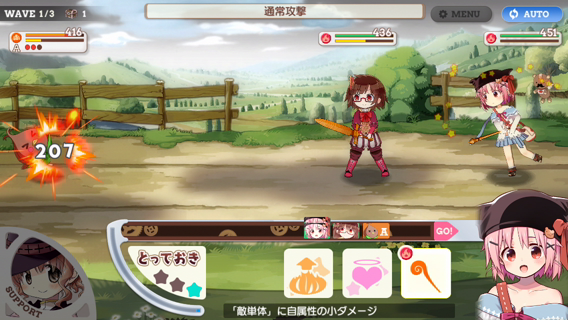 WAVE 1/3
1
通常攻撃
MENU
AUTO
416
A
436
451
207
A
GO!
とっておき
SUPPORT
「敵単体」に自属性の小ダメージ